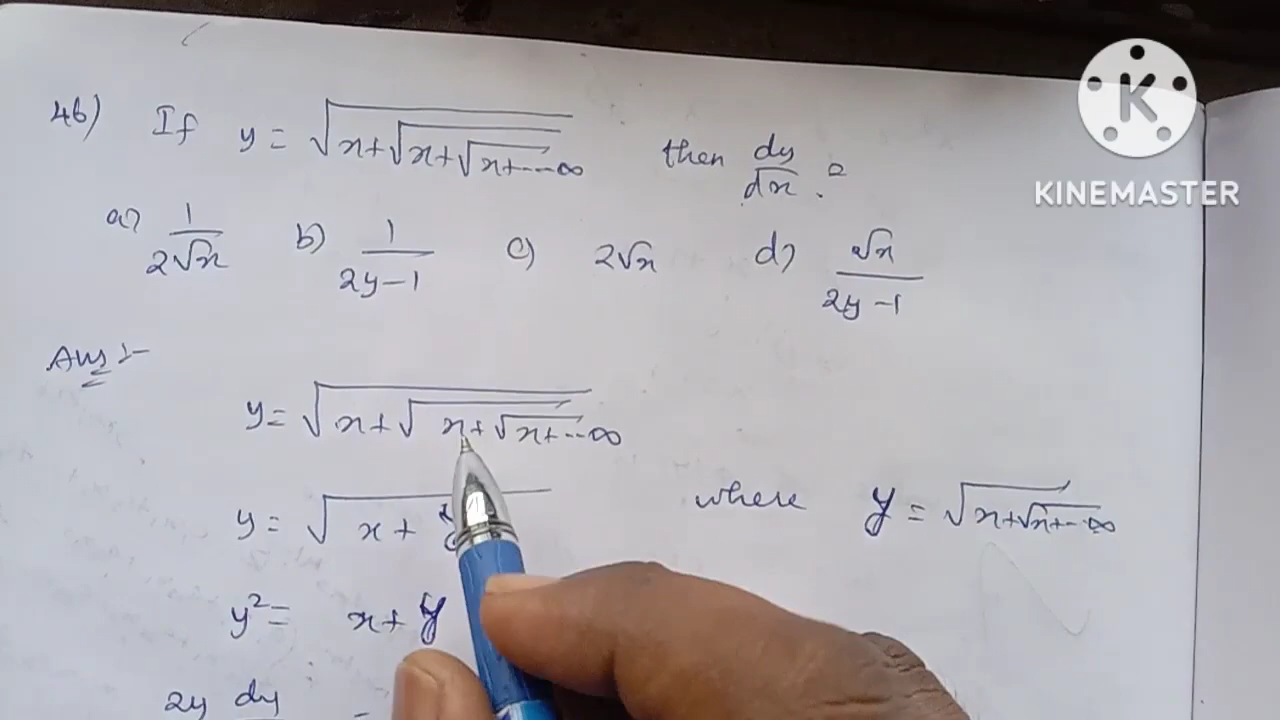 46) If y = √x+√x+√x+----∞ then dy/dx = ?
a) 1/2√x b) 1/2y-1 c) 2√x d) √x/2y-1
Ans:-
y = √x+√x+√x+---∞
y = √x + y where y = √x+√x+---∞
y² = x + y
2y dy
K
KINEMASTER